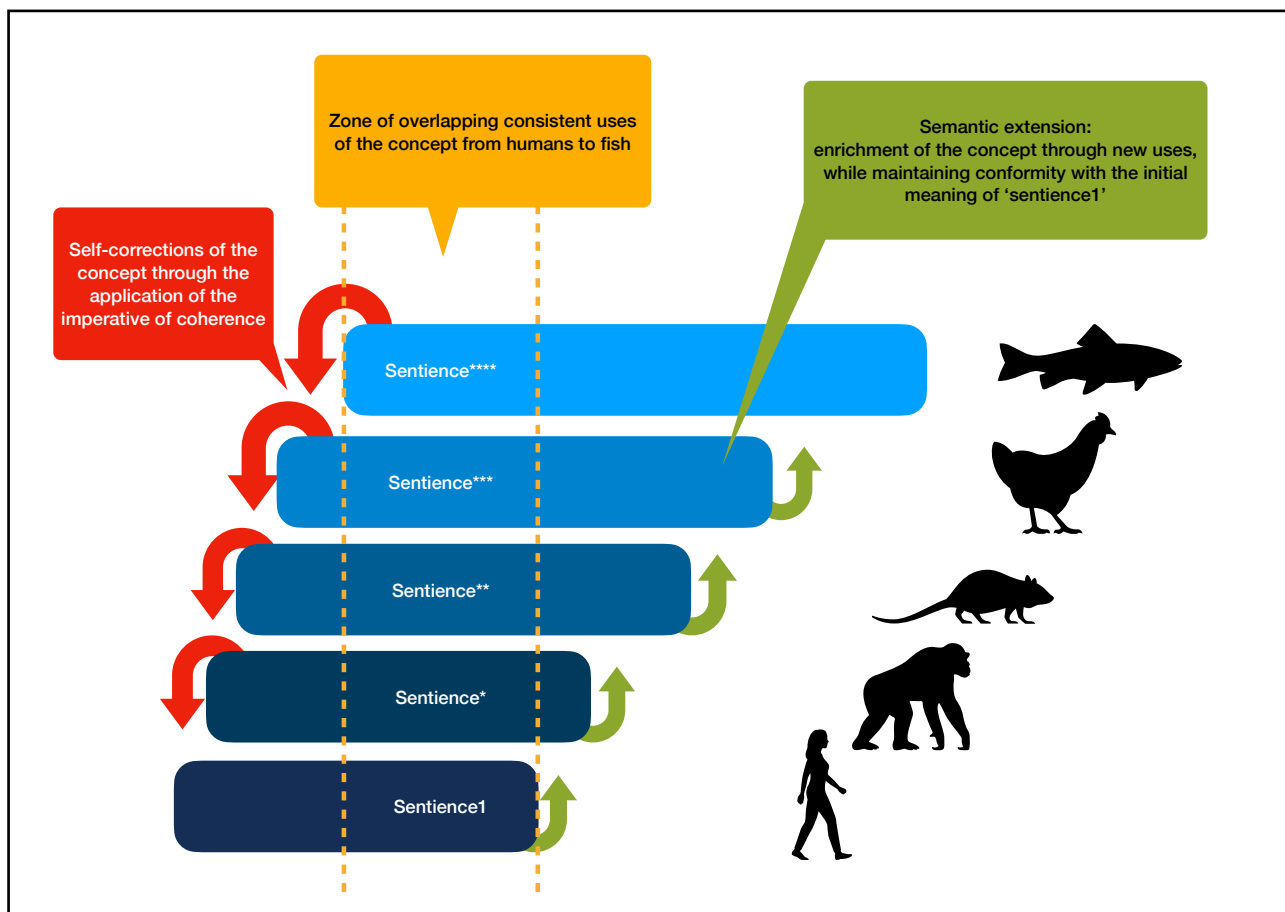 Zone of overlapping consistent uses
of the concept from humans to fish
Semantic extension:
enrichment of the concept through new uses,
while maintaining conformity with the initial
meaning of ‘sentience1’
Self-corrections of the
concept through the
application of the
imperative of coherence
Sentience****
Sentience***
Sentience**
Sentience*
Sentience1